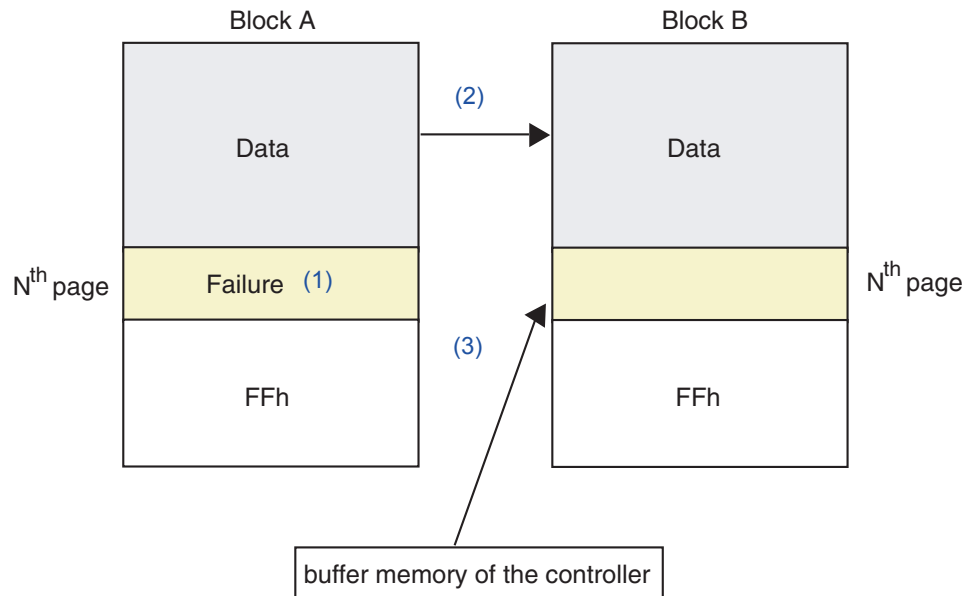 Block A
Block B
(2)
Data
Data
Nth page
Failure (1)
Nth page
(3)
FFh
FFh
buffer memory of the controller